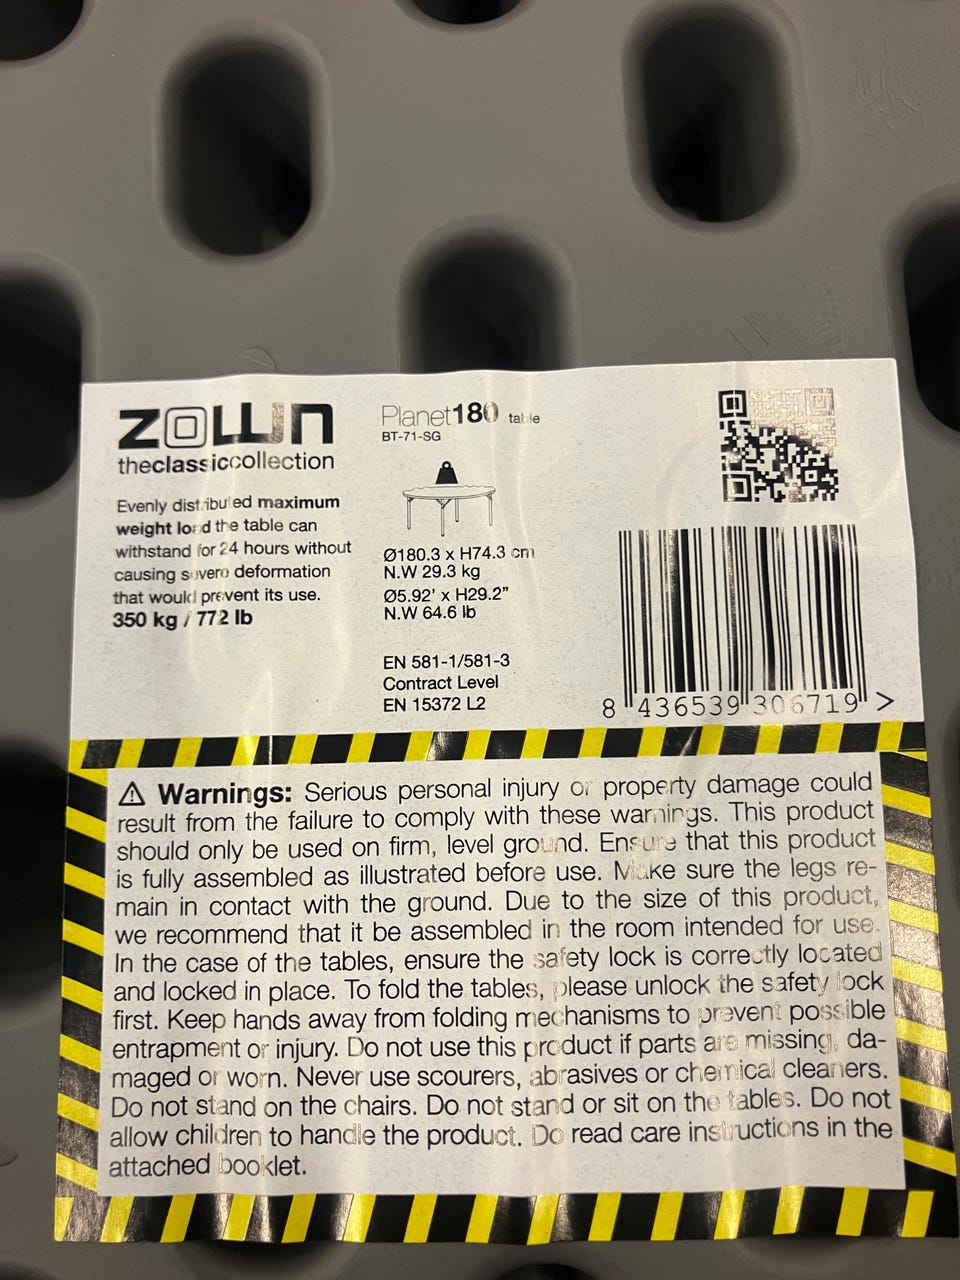 zown
theclassiccollection
Evenly distributed maximum
weight load the table can
withstand for 24 hours without
causing severe deformation
that would prevent its use.
350 kg / 772 lb
Planet180 table
BT-71-SG
Ø180.3 x H74.3 cm
N.W 29.3 kg
Ø5.92' x H29.2”
N.W 64.6 lb
EN 581-1/581-3
Contract Level
EN 15372 L2
8 436539 306719 >
⚠ Warnings: Serious personal injury or property damage could
result from the failure to comply with these warnings. This product
should only be used on firm, level ground. Ensure that this product
is fully assembled as illustrated before use. Make sure the legs re-
main in contact with the ground. Due to the size of this product,
we recommend that it be assembled in the room intended for use.
In the case of the tables, ensure the safety lock is correctly located
and locked in place. To fold the tables, please unlock the safety lock
first. Keep hands away from folding mechanisms to prevent possible
entrapment or injury. Do not use this product if parts are missing, da-
maged or worn. Never use scourers, abrasives or chemical cleaners.
Do not stand on the chairs. Do not stand or sit on the tables. Do not
allow children to handle the product. Do read care instructions in the
attached booklet.